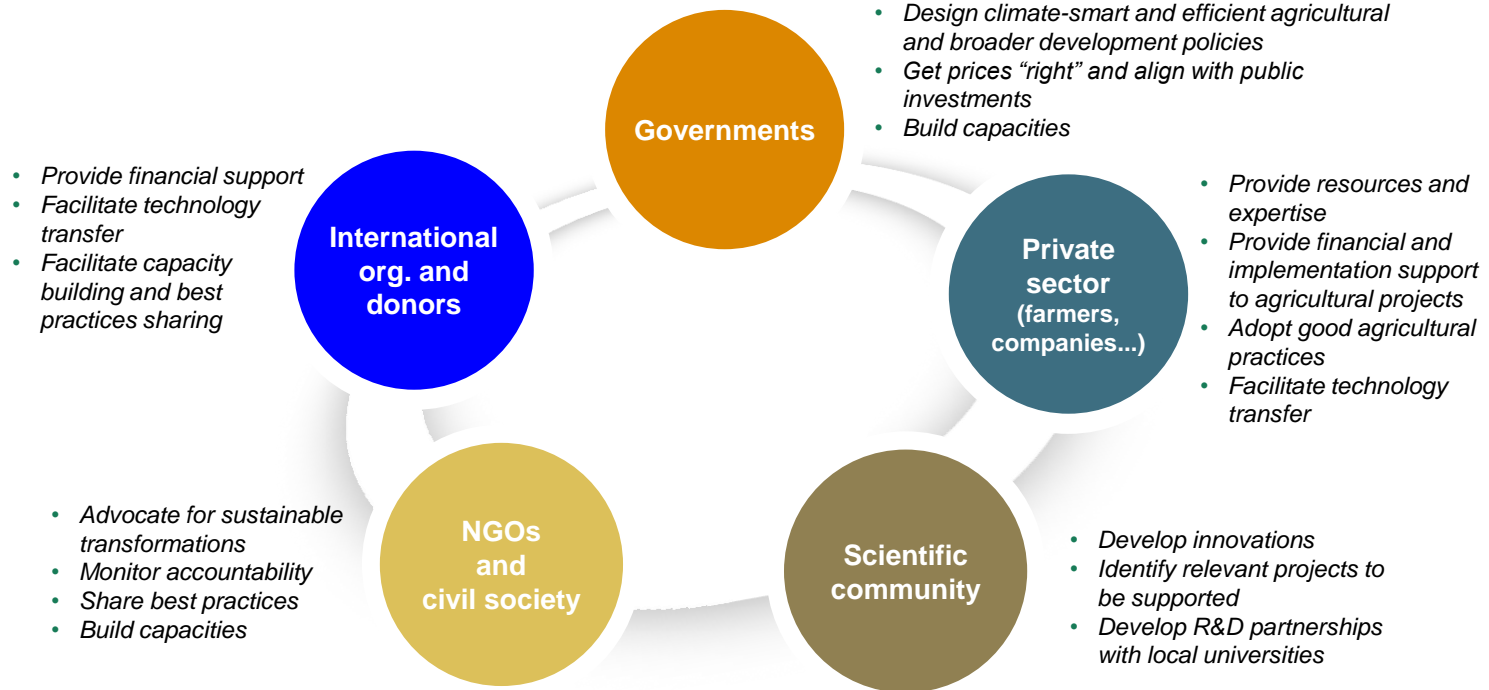 • Design climate-smart and efficient agricultural
and broader development policies
• Get prices “right” and align with public
investments
• Build capacities
Governments
• Provide financial support
• Facilitate technology
transfer
• Facilitate capacity
building and best
practices sharing
International
org. and
donors
Private
sector
(farmers,
companies...)
• Provide resources and
expertise
• Provide financial and
implementation support
to agricultural projects
• Adopt good agricultural
practices
• Facilitate technology
transfer
• Advocate for sustainable
transformations
• Monitor accountability
• Share best practices
• Build capacities
NGOs
and
civil society
Scientific
community
• Develop innovations
• Identify relevant projects to
be supported
• Develop R&D partnerships
with local universities